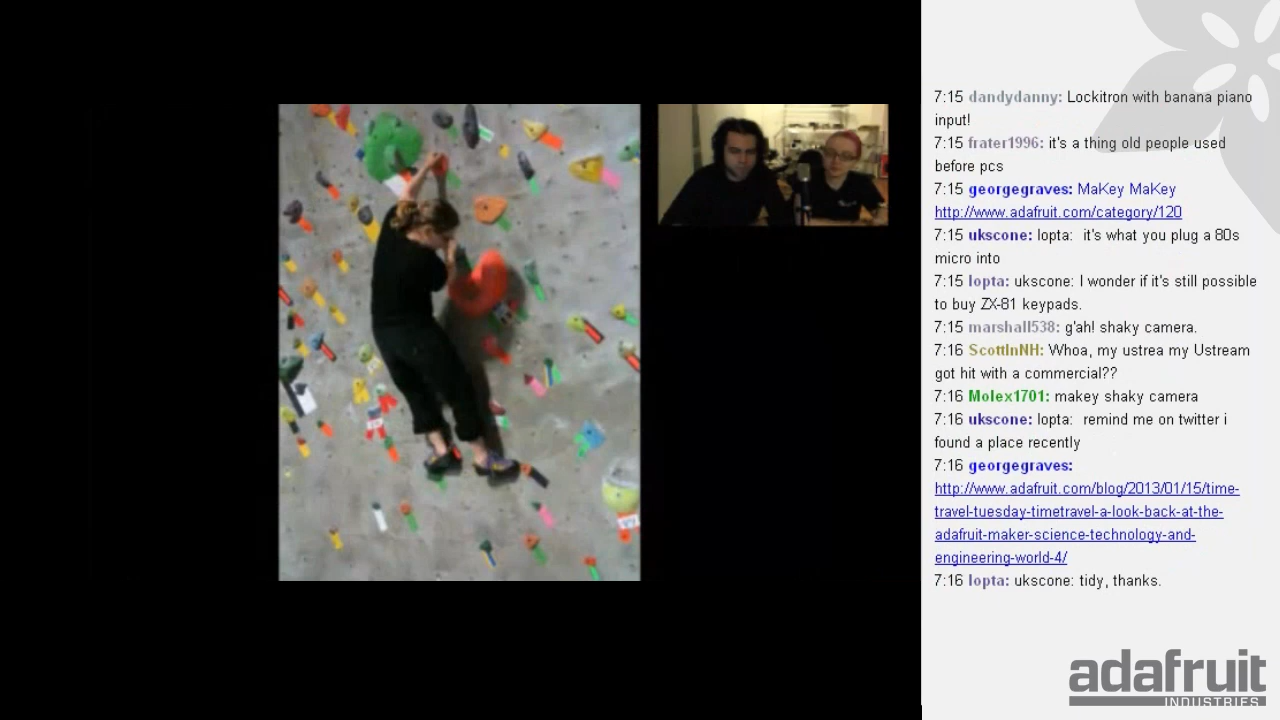 7:15 dandydanny: Lockitron with banana piano
input!
7:15 frater1996: it's a thing old people used
before pcs
7:15 georgegraves: MaKey MaKey
http://www.adafruit.com/category/120
7:15 ukscone: lopta: it's what you plug a 80s
micro into
7:15 lopta: ukscone: I wonder if it's still possible
to buy ZX-81 keypads.
7:15 marshall538: g'ah! shaky camera.
7:16 ScottInNH: Whoa, my ustrea my Ustream
got hit with a commercial??
7:16 Molex1701: makey shaky camera
7:16 ukscone: lopta: remind me on twitter i
found a place recently
7:16 georgegraves:
http://www.adafruit.com/blog/2013/01/15/time-
travel-tuesday-timetravel-a-look-back-at-the-
adafruit-maker-science-technology-and-
engineering-world-4/
7:16 lopta: ukscone: tidy, thanks.
adafruit
INDUSTRIES